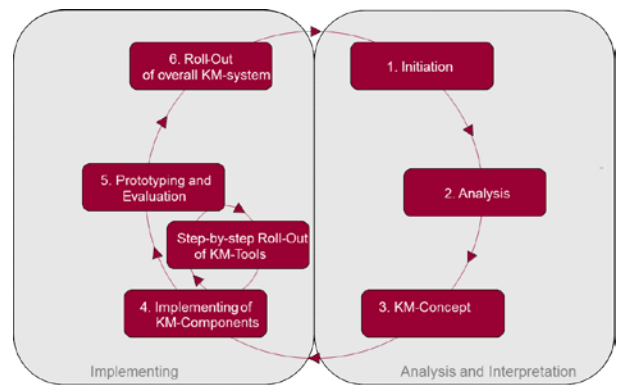 6. Roll-Out
of overall KM-system
1. Initiation
5. Prototyping and
Evaluation
2. Analysis
Step-by-step Roll-Out
of KM-Tools
4. Implementing of
KM-Components
3. KM-Concept
Implementing
Analysis and Interpretation